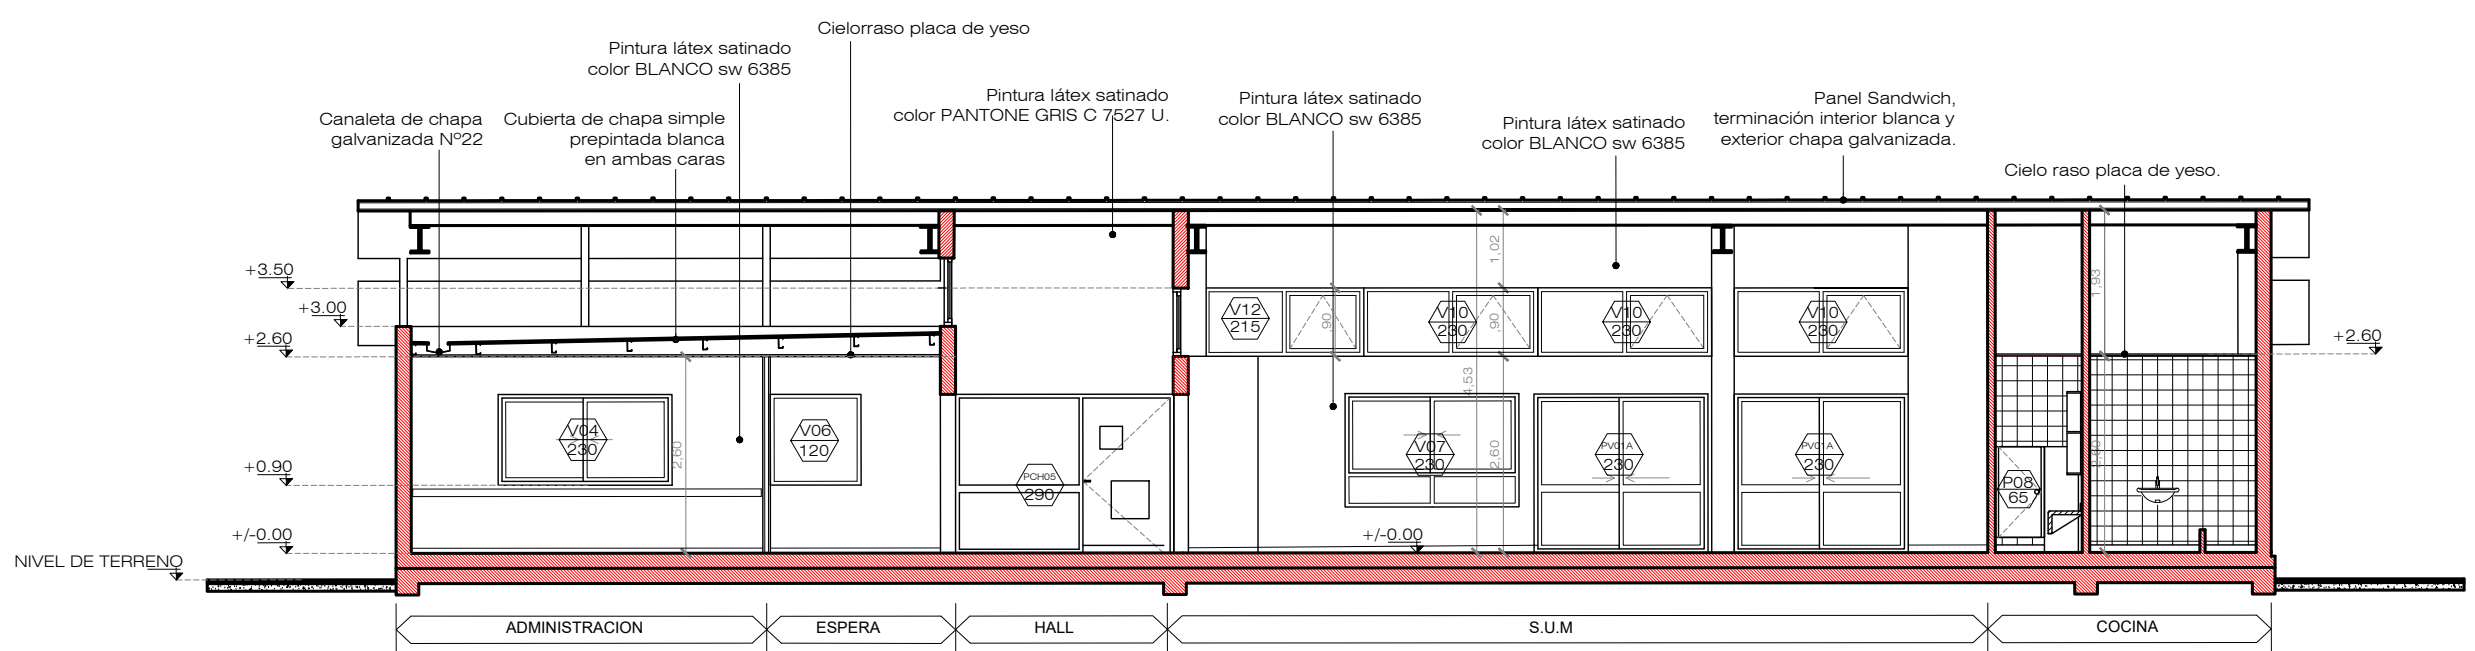 Cielorraso placa de yeso
Pintura látex satinado
color BLANCO sw 6385
Pintura látex satinado
color PANTONE GRIS C 7527 U.
Pintura látex satinado
color BLANCO sw 6385
Panel Sandwich,
terminación interior blanca y
exterior chapa galvanizada.
Canaleta de chapa
galvanizada Nº22
Cubierta de chapa simple
prepintada blanca
en ambas caras
Pintura látex satinado
color BLANCO sw 6385
Cielo raso placa de yeso.
1,02
+3.50
1,93
+3.00
V12
215
,90
V10
230
,90
V10
230
V10
230
+2.60
+2.60
4,53
V04
230
2,60
V06
120
V07
230
2,60
PV01A
230
PV01A
230
2,60
+0.90
PCH05
290
P08
65
+/-0.00
+/-0.00
NIVEL DE TERRENO
ADMINISTRACION
ESPERA
HALL
S.U.M
COCINA